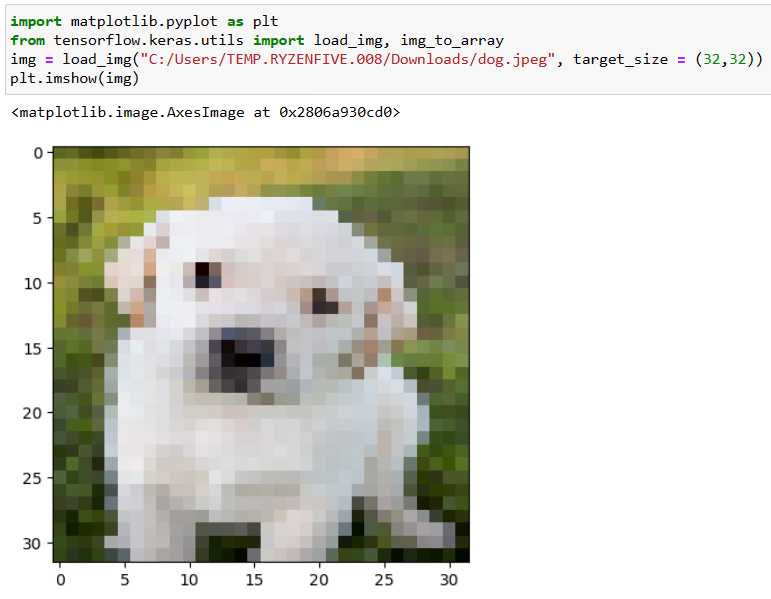 import matplotlib.pyplot as plt
from tensorflow.keras.utils import load_img, img_to_array
img = load_img("C:/Users/TEMP.RYZENFIVE.008/Downloads/dog.jpeg", target_size = (32,32))
plt.imshow(img)
<matplotlib.image.AxesImage at 0x2806a930cd0>
0
5
10
15
20
25
30
0 5 10 15 20 25 30